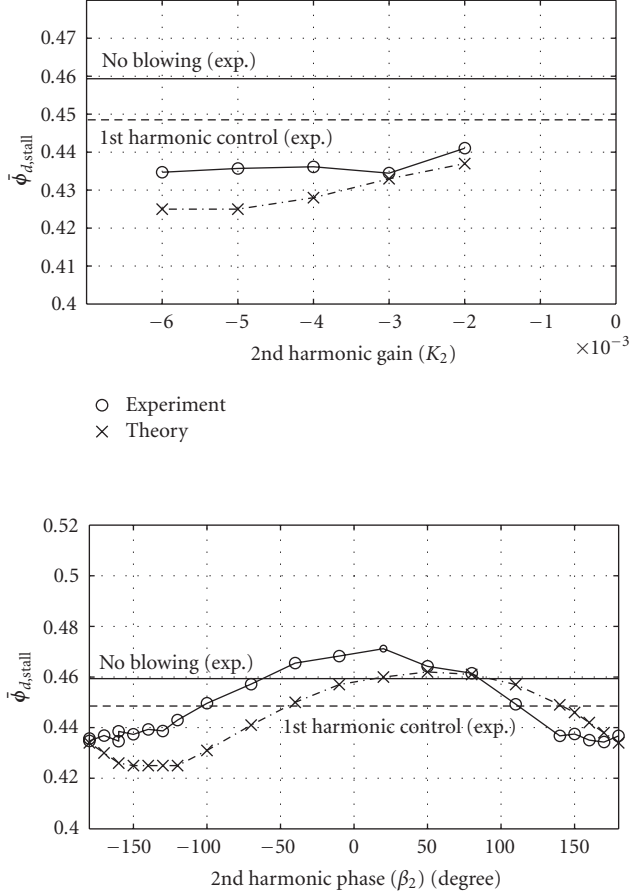 0.47
0.46
0.45
0.44
0.43
0.42
0.41
0.4
ϕ̄d,stall
No blowing (exp.)
1st harmonic control (exp.)
−6 −5 −4 −3 −2 −1 0
×10−3
2nd harmonic gain (K2)
Experiment
Theory
0.52
0.5
0.48
0.46
0.44
0.42
0.4
ϕ̄d,stall
No blowing (exp.)
1st harmonic control (exp.)
−150 −100 −50 0 50 100 150
2nd harmonic phase (β2) (degree)